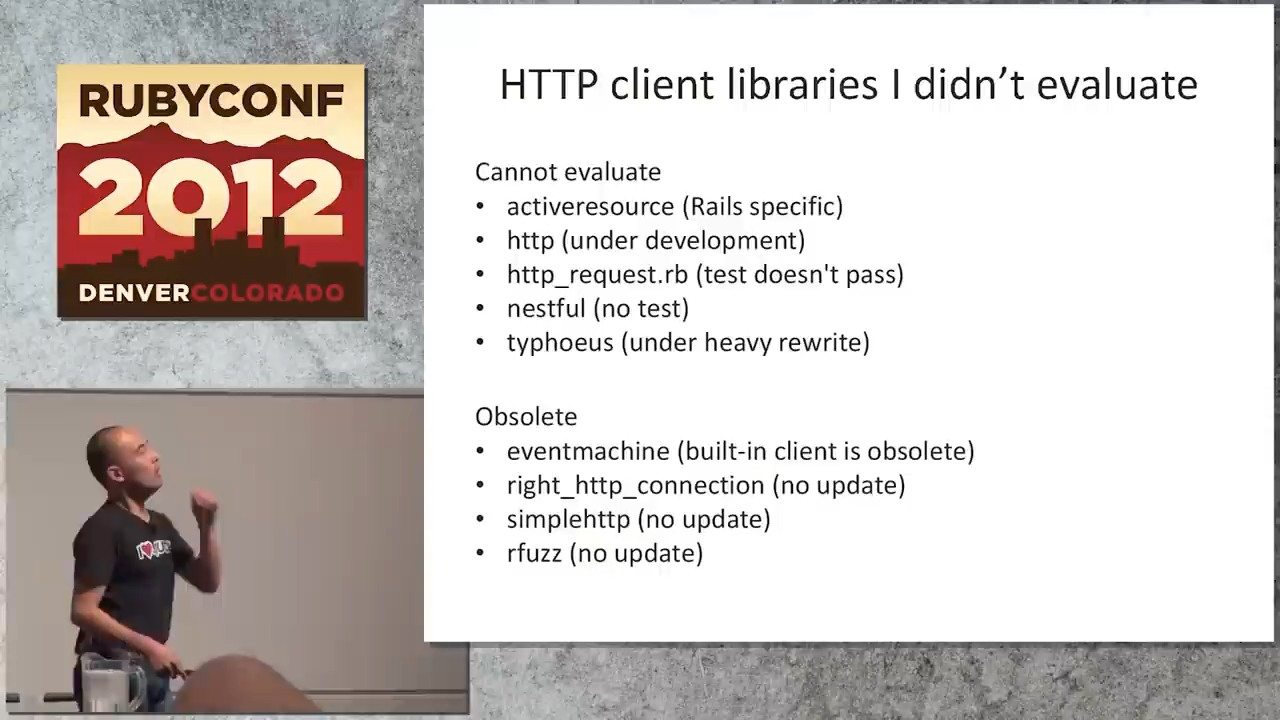 RUBYCONF
2012
DENVERCOLORADO
HTTP client libraries I didn’t evaluate
Cannot evaluate
• activeresource (Rails specific)
• http (under development)
• http_request.rb (test doesn't pass)
• nestful (no test)
• typhoeus (under heavy rewrite)
Obsolete
• eventmachine (built-in client is obsolete)
• right_http_connection (no update)
• simplehttp (no update)
• rfuzz (no update)